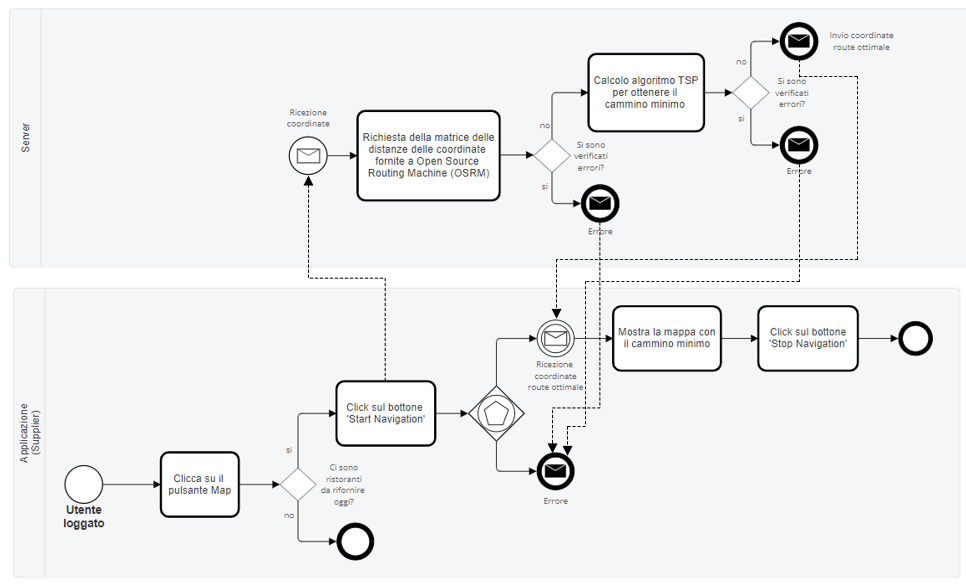 Server
Ricezione
coordinate
Richiesta della matrice delle
distanze delle coordinate
fornite a Open Source
Routing Machine (OSRM)
no
Si sono
verificati
errori?
si
Errore
Calcolo algoritmo TSP
per ottenere il
cammino minimo
no
Si sono
verificati
errori?
si
Invio coordinate
route ottimale
Errore
Applicazione
(Supplier)
Utente
loggato
Clicca su il
pulsante Map
si
Ci sono
ristoranti
da rifornire
oggi?
no
Click sul bottone
'Start Navigation'
Ricezione
coordinate
route ottimale
Errore
Mostra la mappa con
il cammino minimo
Click sul bottone
'Stop Navigation'